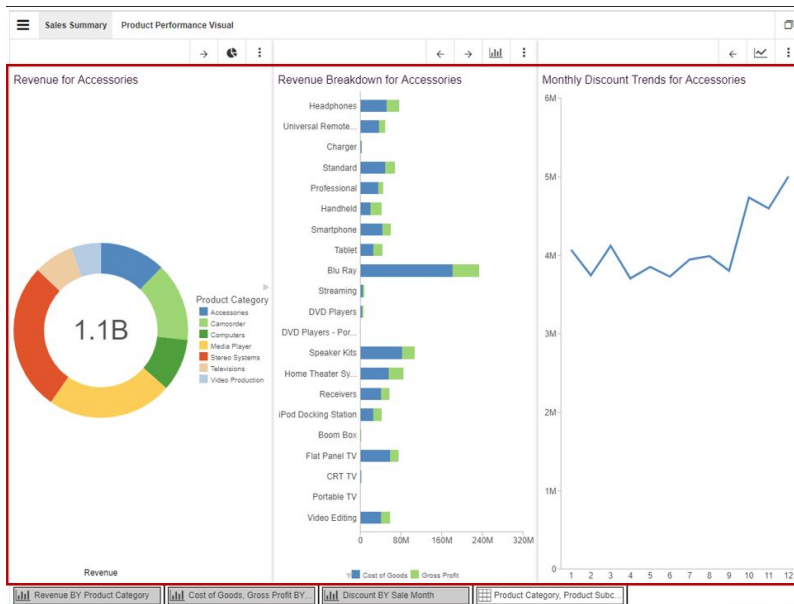 Sales Summary Product Performance Visual
Revenue for Accessories
1.1B
Product Category
Accessories
Camcorder
Computers
Media Player
Stereo Systems
Televisions
Video Production
Revenue
Revenue Breakdown for Accessories
Headphones
Universal Remote...
Charger
Standard
Professional
Handheld
Smartphone
Tablet
Blu Ray
Streaming
DVD Players
DVD Players - Por...
Speaker Kits
Home Theater Sy...
Receivers
iPod Docking Station
Boom Box
Flat Panel TV
CRT TV
Portable TV
Video Editing
0 80M 160M 240M 320M
Cost of Goods Gross Profit
Monthly Discount Trends for Accessories
6M
5M
4M
3M
2M
1M
0
1 2 3 4 5 6 7 8 9 10 11 12
Revenue BY Product Category
Cost of Goods, Gross Profit BY...
Discount BY Sale Month
Product Category, Product Subc...